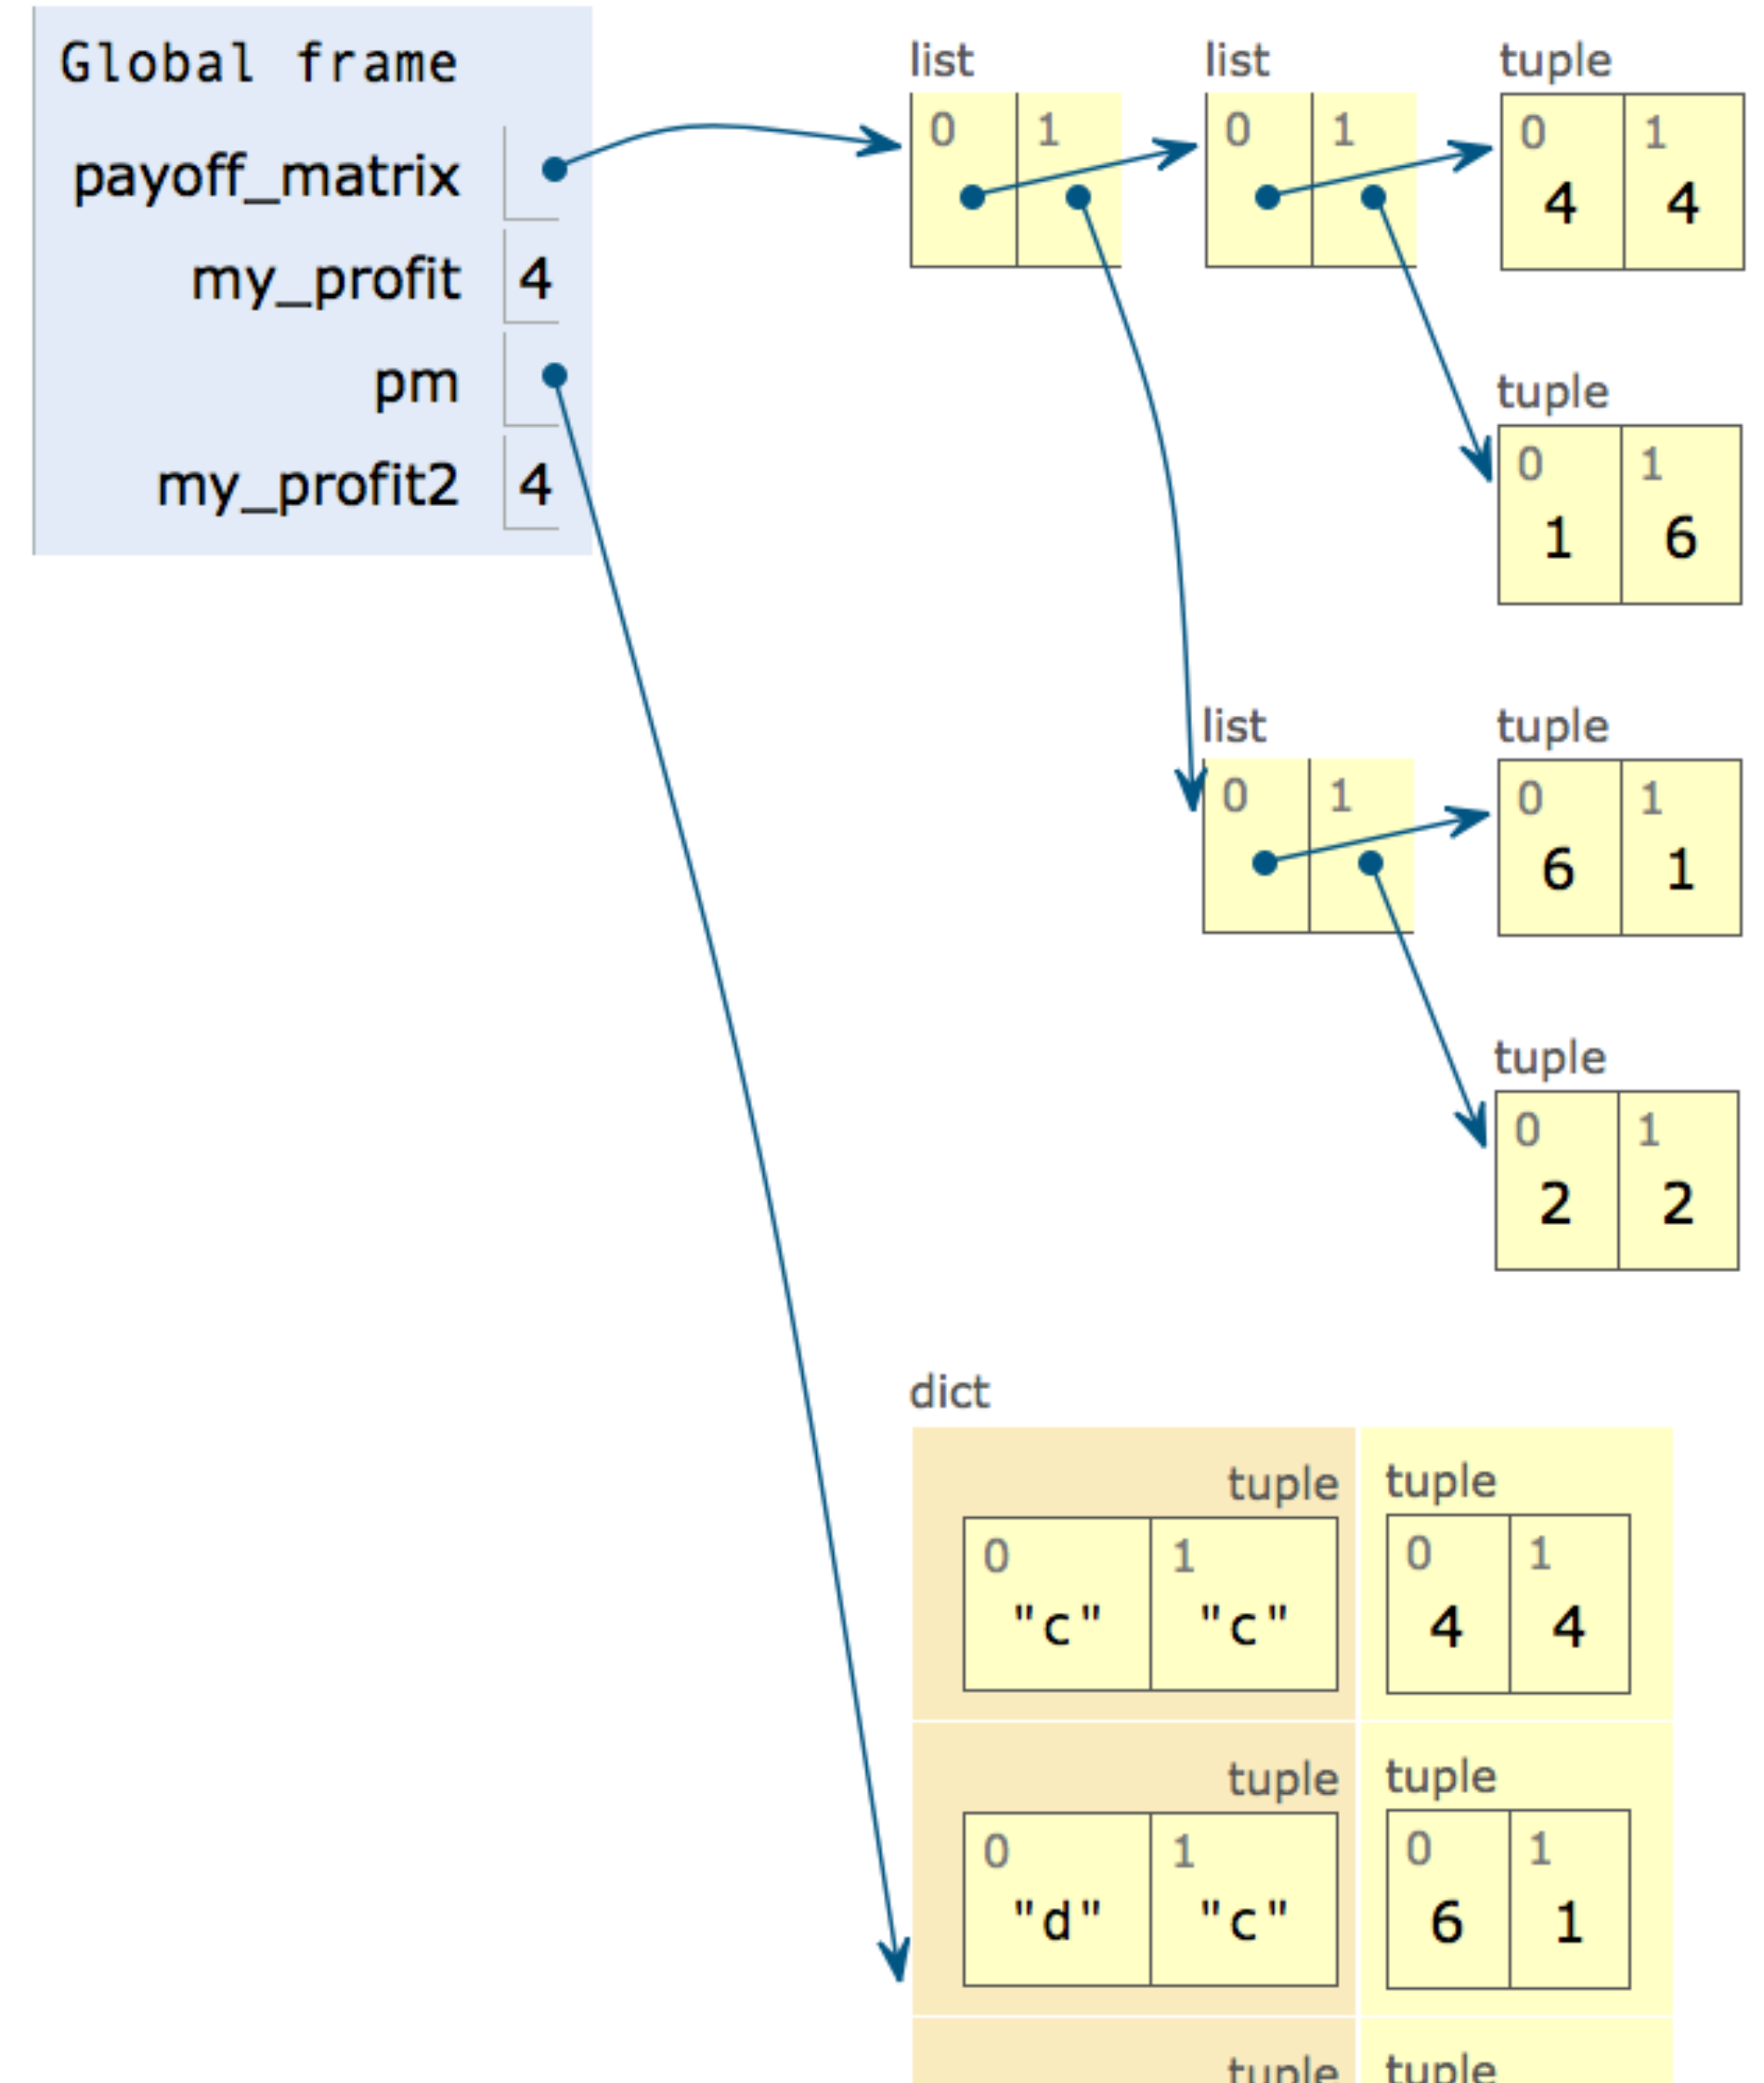 Global frame
payoff_matrix
my_profit 4
pm
my_profit2 4
list list tuple
0 1 0 1 0 1
4 4
tuple
0 1
1 6
list tuple
0 1 0 1
6 1
tuple
0 1
2 2
dict
tuple tuple
0 1 0 1
"c" "c" 4 4
tuple tuple
0 1 0 1
"d" "c" 6 1
tuple tuple